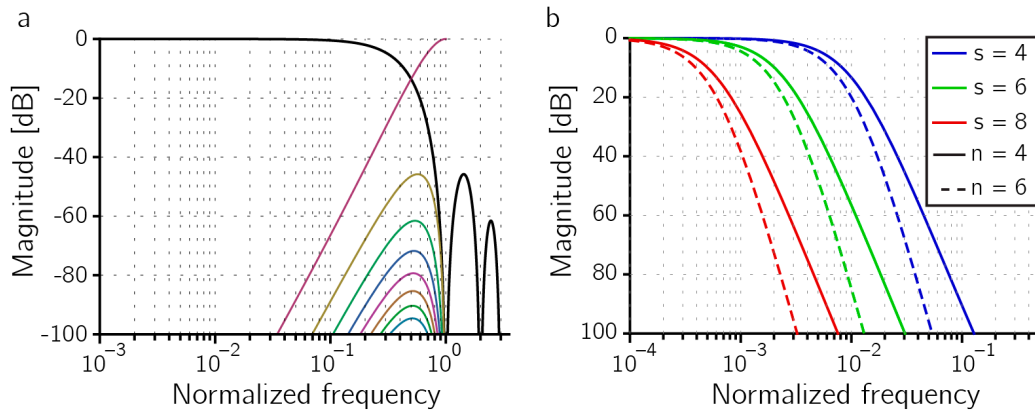 a
Magnitude [dB]
0
-20
-40
-60
-80
-100
10⁻³
10⁻²
10⁻¹
10⁰
Normalized frequency
b
Magnitude [dB]
0
20
40
60
80
100
10⁻⁴
10⁻³
10⁻²
10⁻¹
Normalized frequency
s = 4
s = 6
s = 8
n = 4
n = 6